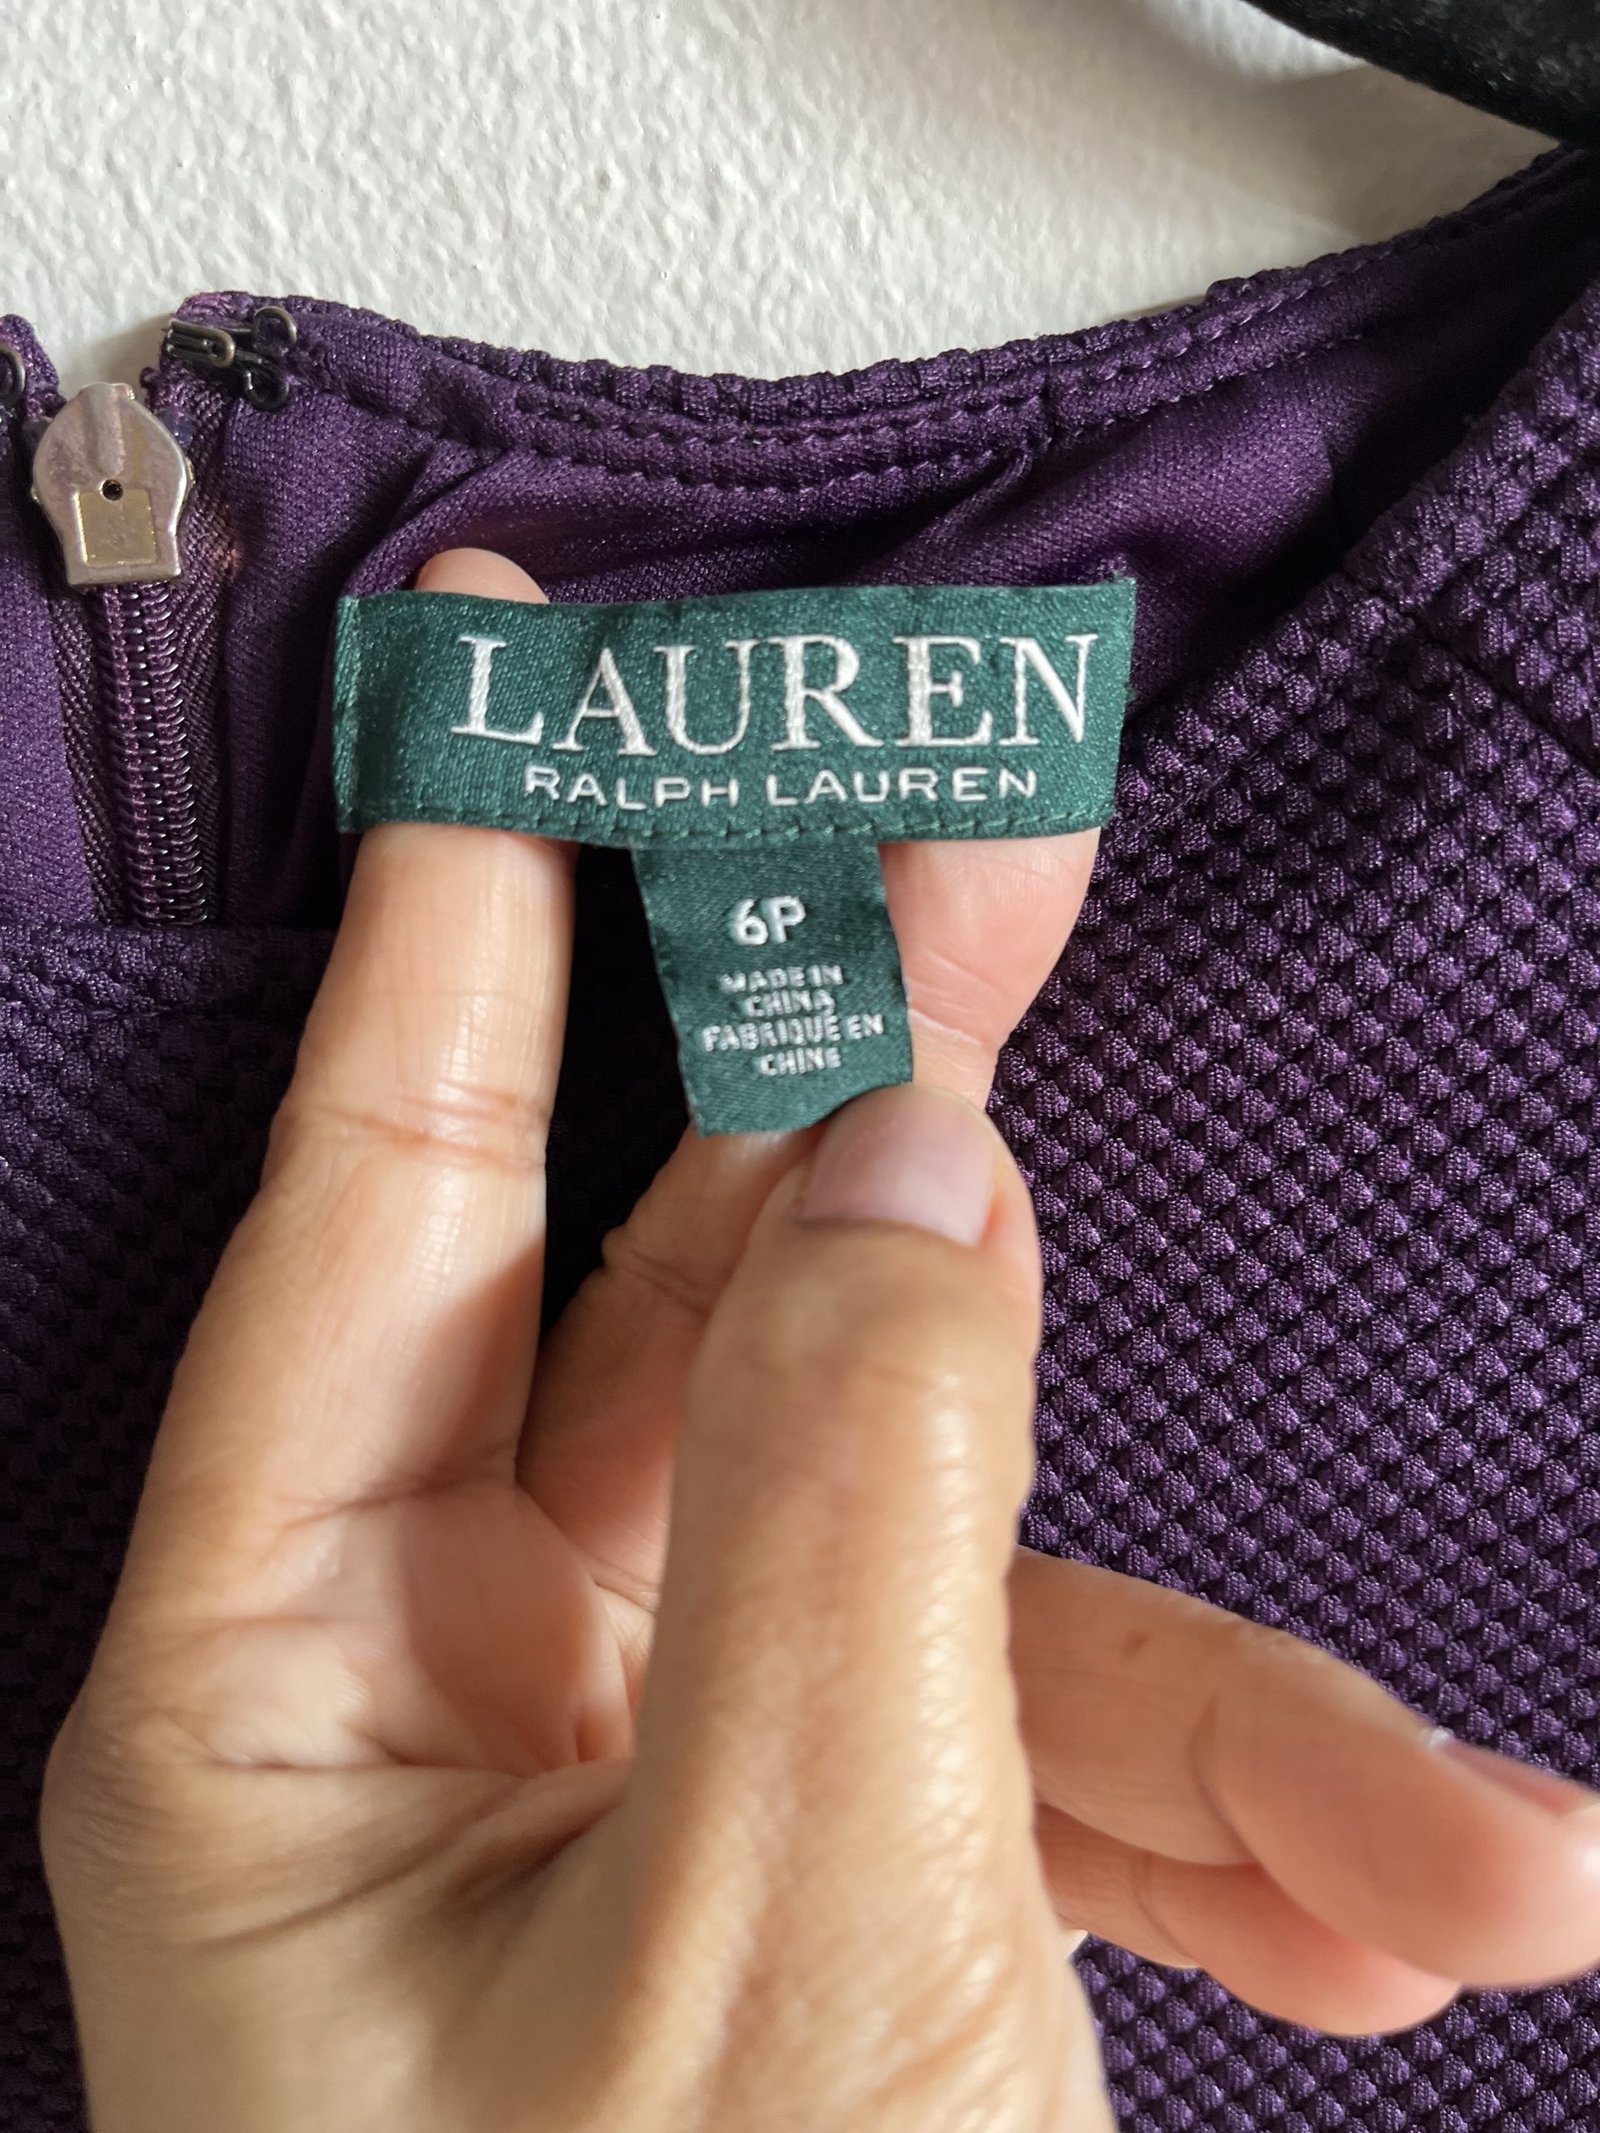 LAUREN
RALPH LAUREN
6P
MADE IN
CHINA
FABRIQUÉ EN
CHINE